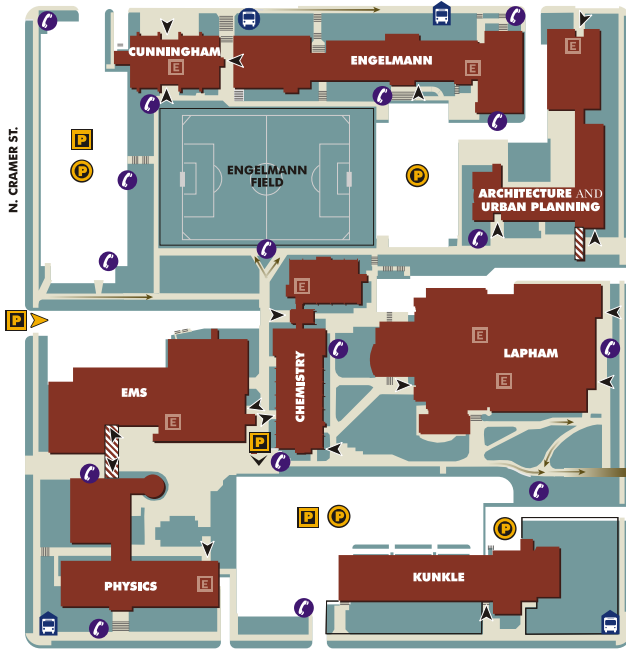 CUNNINGHAM
E
ENGELMANN
E
E
P
P
ENGELMANN
FIELD
P
ARCHITECTURE AND
URBAN PLANNING
N. CRAMER ST.
E
P
E
LAPHAM
E
CHEMISTRY
EMS
E
P
P
P
P
KUNKLE
PHYSICS
E